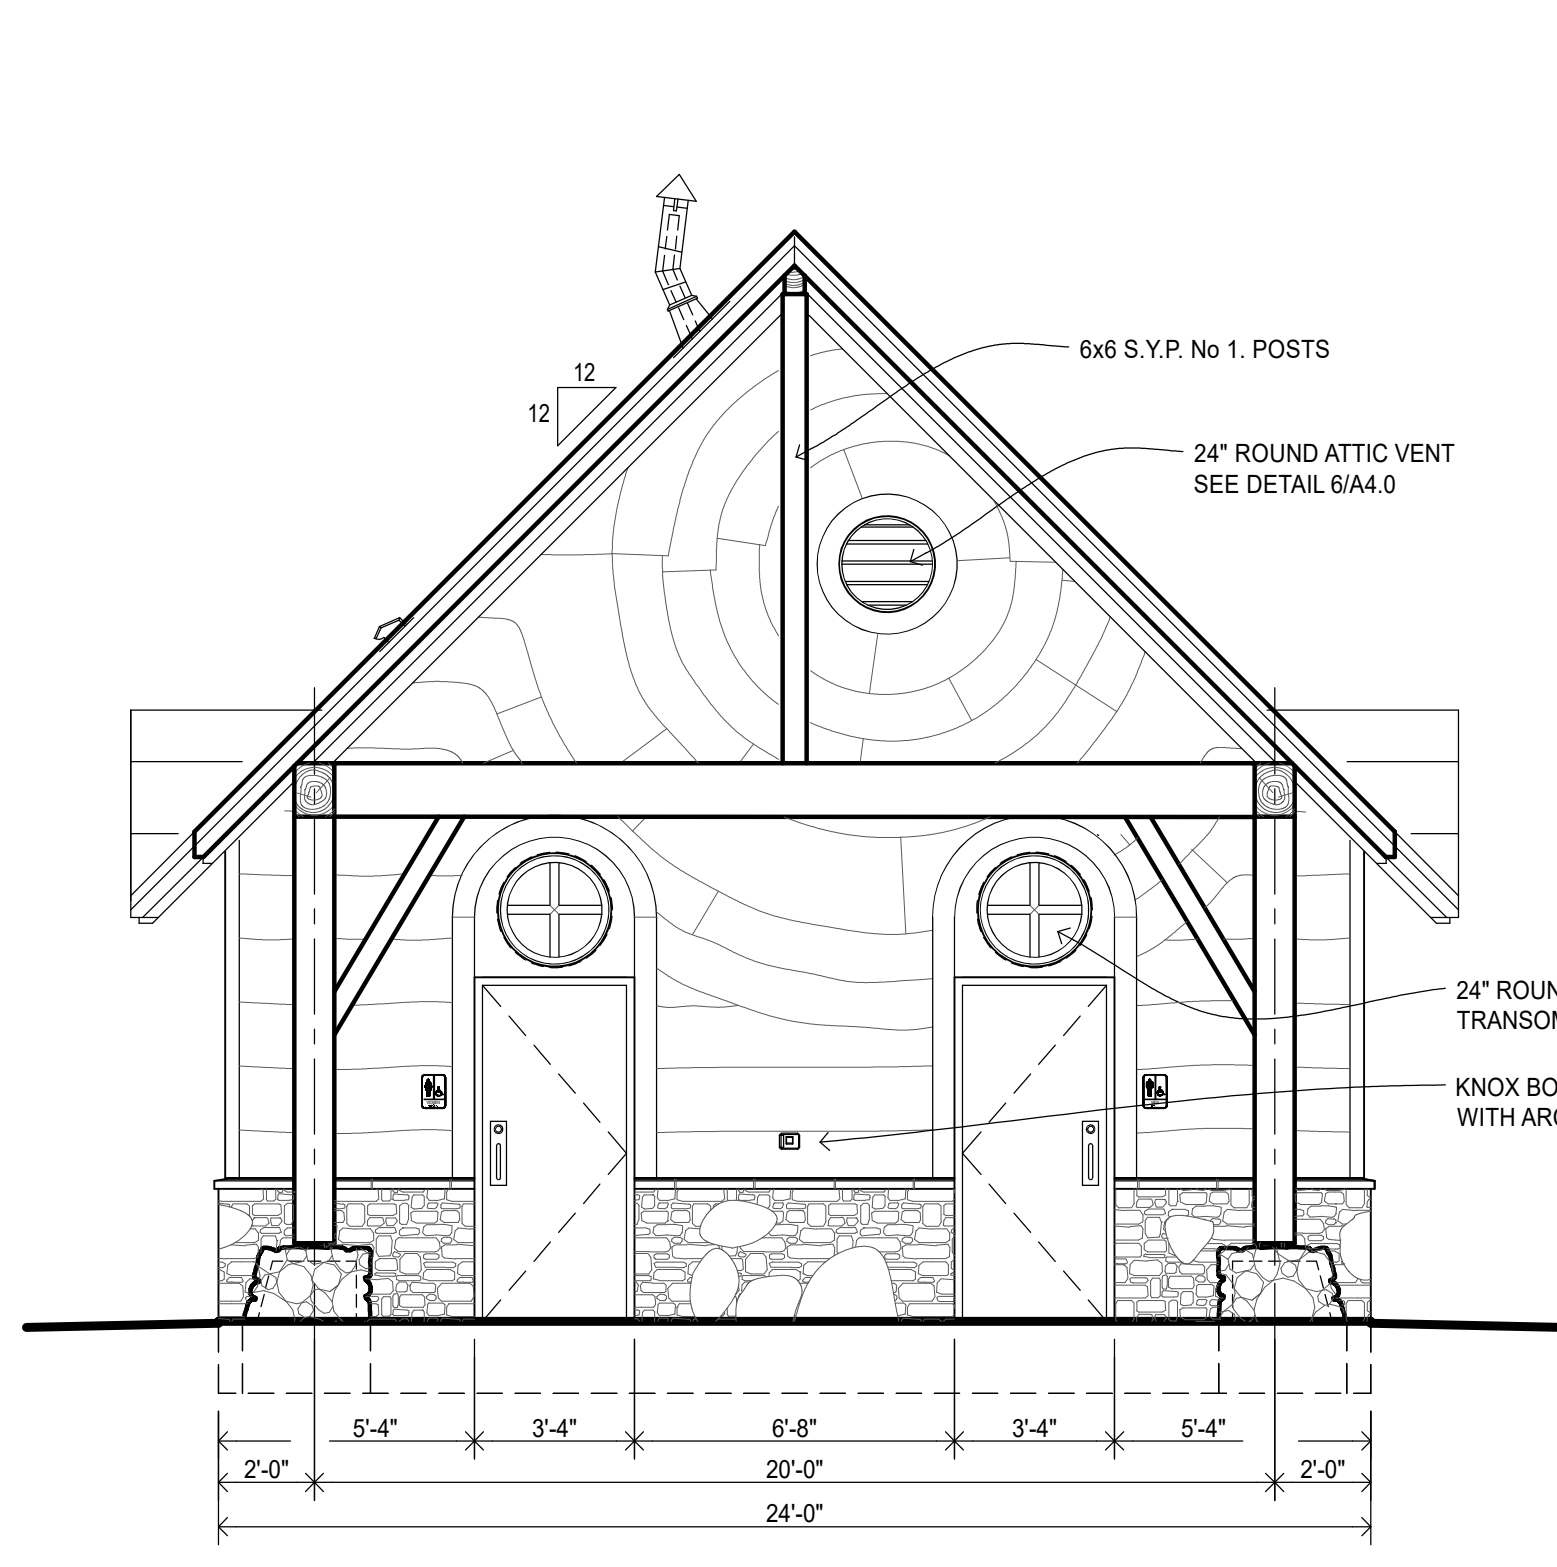 12
12
6x6 S.Y.P. No 1. POSTS
24" ROUND ATTIC VENT
SEE DETAIL 6/A4.0
24" ROUN
TRANSOM
KNOX BO
WITH ARC
5'-4"
3'-4"
6'-8"
3'-4"
5'-4"
2'-0"
20'-0"
2'-0"
24'-0"